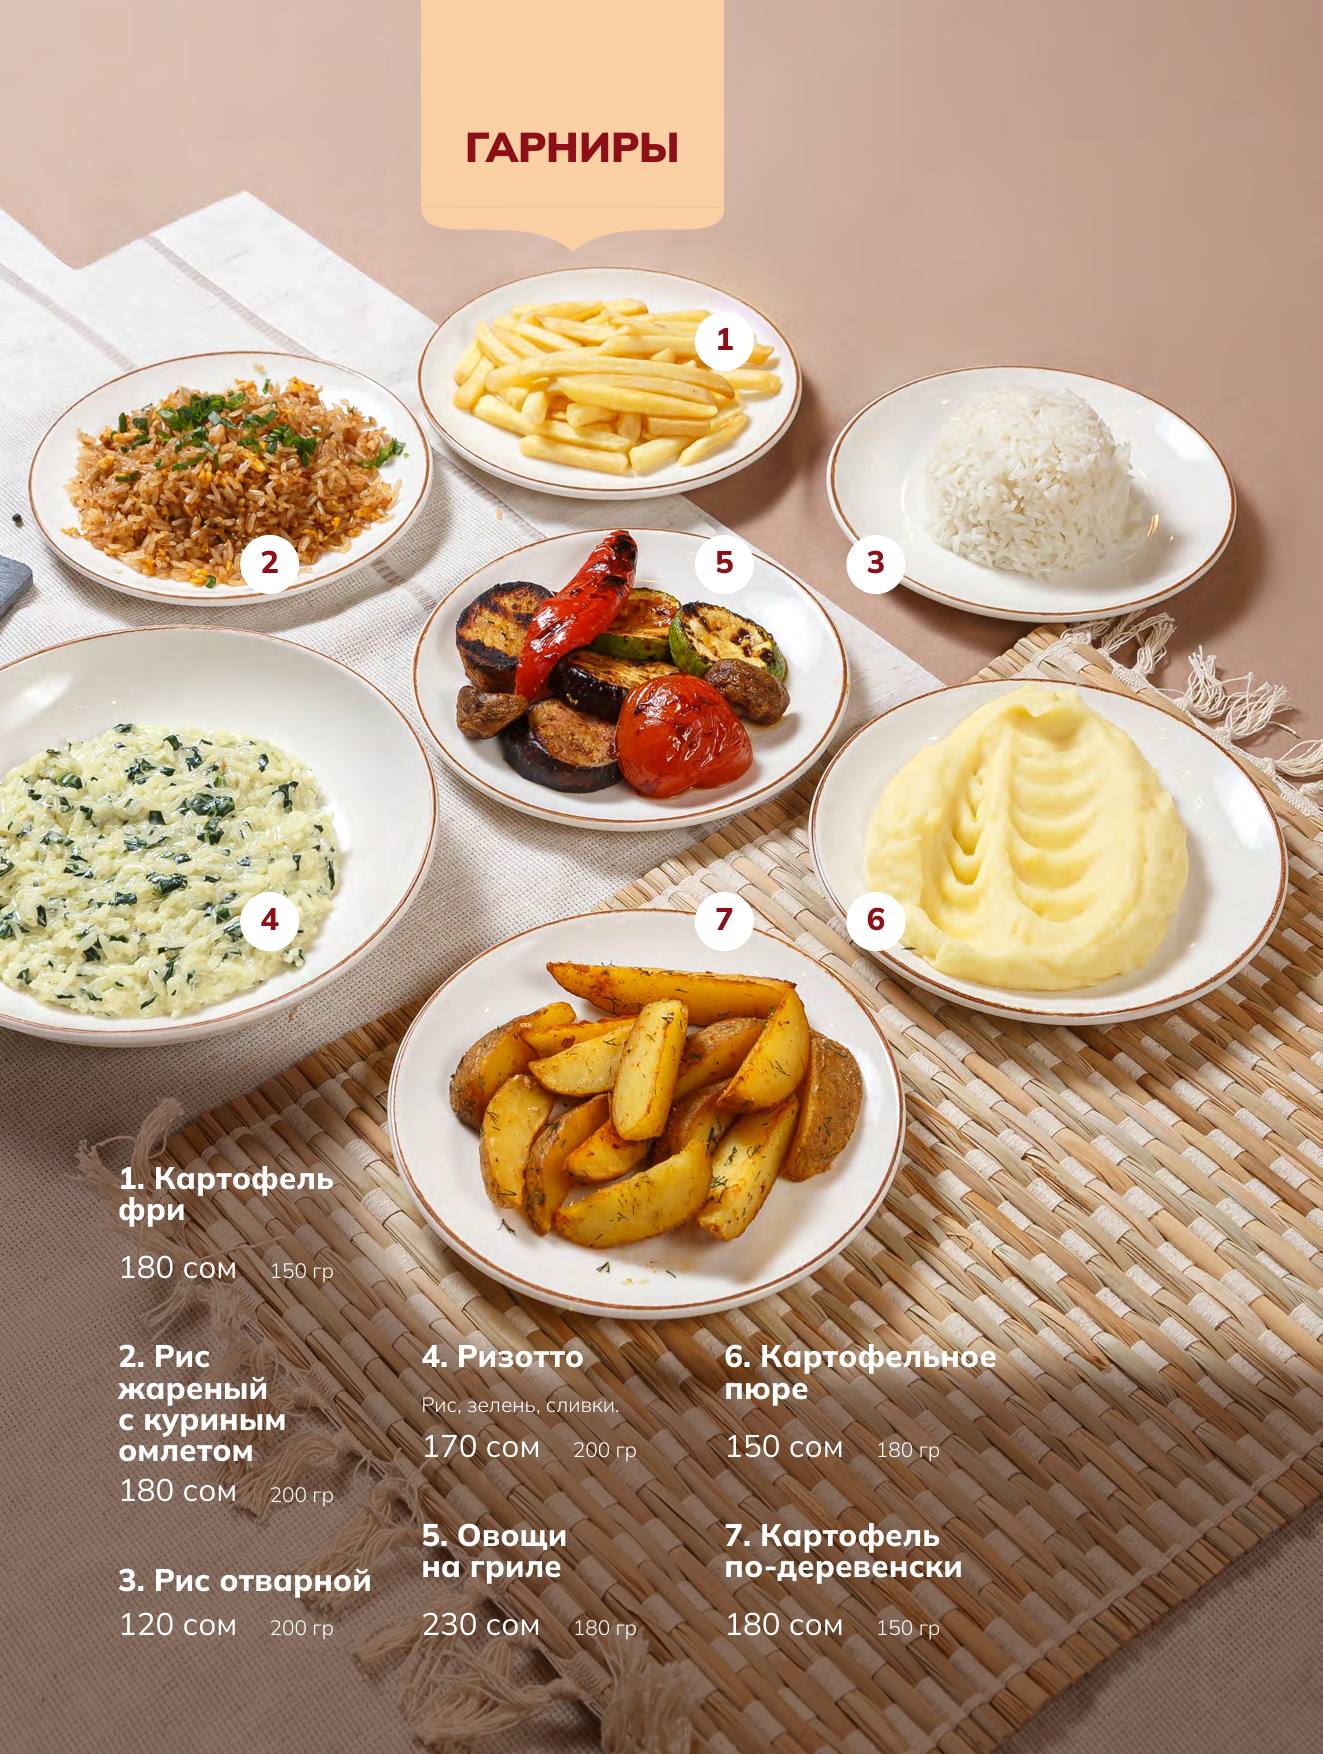 ГАРНИРЫ
1
2
5
3
4
7
6
1. Картофель
фри
180 сом 150 гр
2. Рис
жареный
с куриным
омлетом
180 сом 200 гр
3. Рис отварной
120 сом 200 гр
4. Ризотто
Рис, зелень, сливки.
170 сом 200 гр
5. Овощи
на гриле
230 сом 180 гр
6. Картофельное
пюре
150 сом 180 гр
7. Картофель
по-деревенски
180 сом 150 гр